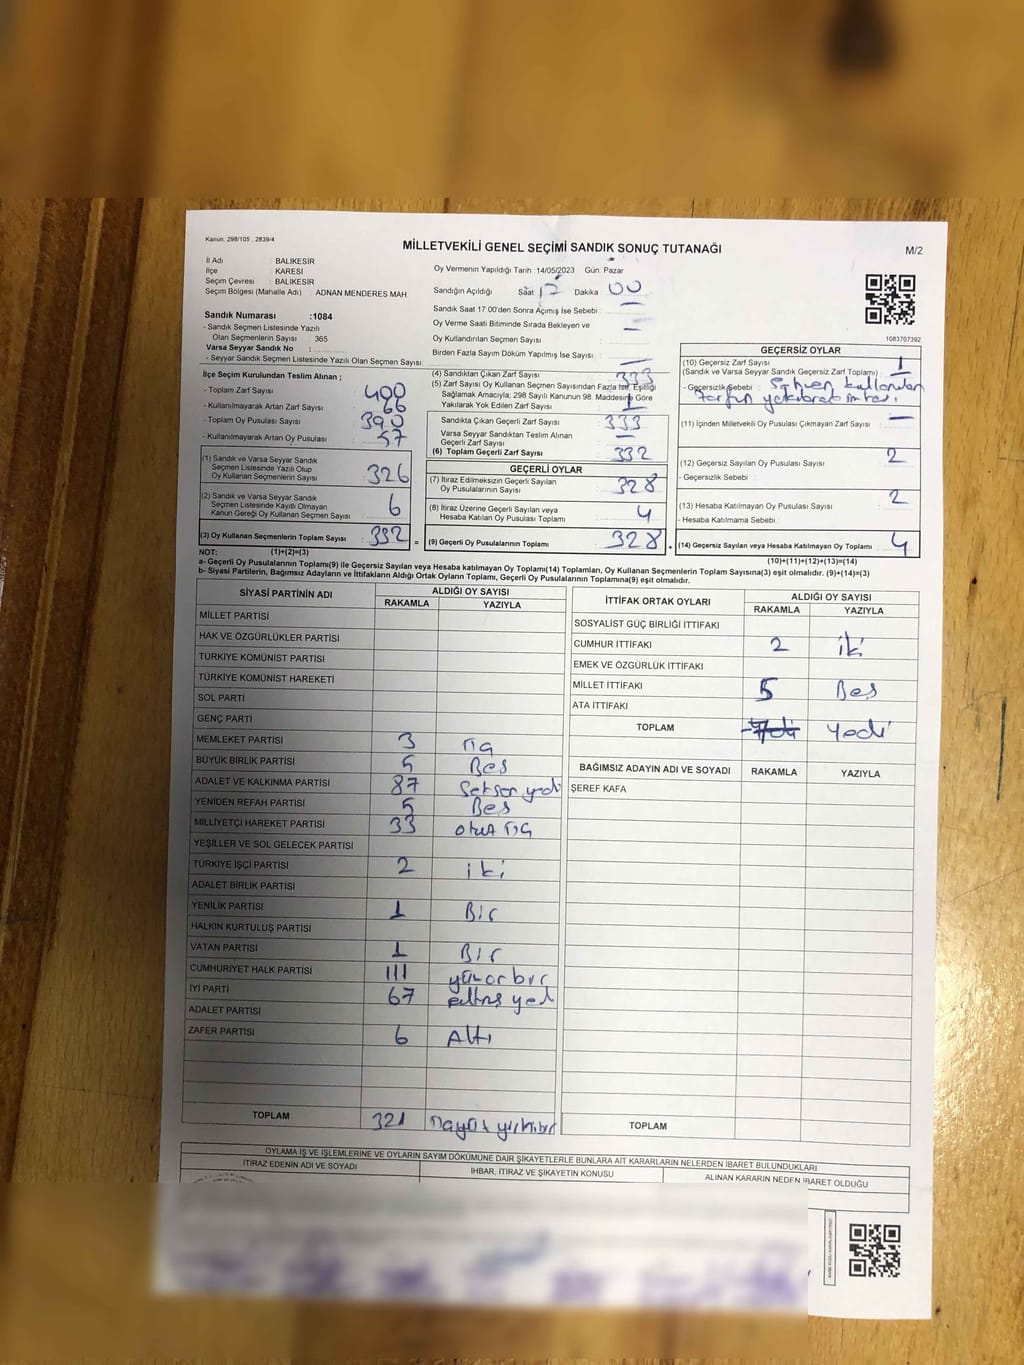 Kanun: 298/105 , 2839/4
MİLLETVEKİLİ GENEL SEÇİMİ SANDIK SONUÇ TUTANAĞI
M/2
İl Adı : BALIKESİR
İlçe : KARESİ
Seçim Çevresi : BALIKESİR
Seçim Bölgesi (Mahalle Adı) : ADNAN MENDERES MAH
Sandık Numarası :1084
- Sandık Seçmen Listesinde Yazılı
Olan Seçmenlerin Sayısı : 365
Varsa Seyyar Sandık No :
- Seyyar Sandık Seçmen Listesinde Yazılı Olan Seçmen Sayısı:
Oy Vermenin Yapıldığı Tarih :14/05/2023 Gün: Pazar
Sandığın Açıldığı Saat 17 Dakika 00
Sandık Saat 17:00'den Sonra Açımış İse Sebebi : —
Oy Verme Saati Bitiminde Sırada Bekleyen ve
Oy Kullandırılan Seçmen Sayısı : —
Birden Fazla Sayım Döküm Yapılmış İse Sayısı : —
1083707392
İlçe Seçim Kurulundan Teslim Alınan ;
- Toplam Zarf Sayısı : 400
- Kullanılmayarak Artan Zarf Sayısı : 66
- Toplam Oy Pusulası Sayısı : 390
- Kullanılmayarak Artan Oy Pusulası : 57
(1) Sandık ve Varsa Seyyar Sandık
Seçmen Listesinde Yazılı Olup
Oy Kullanan Seçmenlerin Sayısı : 326
(2) Sandık ve Varsa Seyyar Sandık
Seçmen Listesinde Kayıtlı Olmayan
Kanun Gereği Oy Kullanan Seçmen Sayısı : 6
(3) Oy Kullanan Seçmenlerin Toplam Sayısı : 332
(4) Sandıktan Çıkan Zarf Sayısı : 333
(5) Zarf Sayısı Oy Kullanan Seçmen Sayısından Fazla İse, Eşitliği
Sağlamak Amacıyla; 298 Sayılı Kanunun 98. Maddesine Göre
Yakılarak Yok Edilen Zarf Sayısı : 1
Sandıkta Çıkan Geçerli Zarf Sayısı : 333
Varsa Seyyar Sandıktan Teslim Alınan
Geçerli Zarf Sayısı : —
(6) Toplam Geçerli Zarf Sayısı : 332
GEÇERLİ OYLAR
(7) İtiraz Edilmeksizin Geçerli Sayılan
Oy Pusulalarının Sayısı : 328
(8) İtiraz Üzerine Geçerli Sayılan veya
Hesaba Katılan Oy Pusulası Toplamı : 4
= (9) Geçerli Oy Pusulalarının Toplamı : 328
GEÇERSİZ OYLAR
(10) Geçersiz Zarf Sayısı : 1
(Sandık ve Varsa Seyyar Sandık Geçersiz Zarf Toplamı)
- Geçersizlik Sebebi : Sehven kullanılan
zarfın yakılarak imhası
(11) İçinden Milletvekili Oy Pusulası Çıkmayan Zarf Sayısı : —
(12) Geçersiz Sayılan Oy Pusulası Sayısı : 2
- Geçersizlik Sebebi :
(13) Hesaba Katılmayan Oy Pusulası Sayısı : 2
- Hesaba Katılmama Sebebi :
(14) Geçersiz Sayılan veya Hesaba Katılmayan Oy Toplamı : 4
NOT: (1)+(2)=(3)
(10)+(11)+(12)+(13)=(14)
a- Geçerli Oy Pusulalarının Toplamı(9) ile Geçersiz Sayılan veya Hesaba katılmayan Oy Toplamı(14) Toplamları, Oy Kullanan Seçmenlerin Toplam Sayısına(3) eşit olmalıdır. (9)+(14)=(3)
b- Siyasi Partilerin, Bağımsız Adayların ve İttifakların Aldığı Ortak Oyların Toplamı, Geçerli Oy Pusulalarının Toplamına(9) eşit olmalıdır.
SİYASİ PARTİNİN ADI ALDIĞI OY SAYISI
RAKAMLA YAZIYLA
MİLLET PARTİSİ
HAK VE ÖZGÜRLÜKLER PARTİSİ
TÜRKİYE KOMÜNİST PARTİSİ
TÜRKİYE KOMÜNİST HAREKETİ
SOL PARTİ
GENÇ PARTİ
MEMLEKET PARTİSİ 3 üç
BÜYÜK BİRLİK PARTİSİ 5 Beş
ADALET VE KALKINMA PARTİSİ 87 Seksen yedi
YENİDEN REFAH PARTİSİ 5 Beş
MİLLİYETÇİ HAREKET PARTİSİ 33 otuz üç
YEŞİLLER VE SOL GELECEK PARTİSİ
TÜRKİYE İŞÇİ PARTİSİ 2 iki
ADALET BİRLİK PARTİSİ
YENİLİK PARTİSİ 1 Bir
HALKIN KURTULUŞ PARTİSİ
VATAN PARTİSİ 1 Bir
CUMHURİYET HALK PARTİSİ 111 yüz on bir
İYİ PARTİ 67 altmış yedi
ADALET PARTİSİ
ZAFER PARTİSİ 6 Altı
TOPLAM 321 üçyüz yirmibir
İTTİFAK ORTAK OYLARI ALDIĞI OY SAYISI
RAKAMLA YAZIYLA
SOSYALİST GÜÇ BİRLİĞİ İTTİFAKI
CUMHUR İTTİFAKI 2 iki
EMEK VE ÖZGÜRLÜK İTTİFAKI
MİLLET İTTİFAKI 5 Beş
ATA İTTİFAKI
TOPLAM 7 Yedi
BAĞIMSIZ ADAYIN ADI VE SOYADI RAKAMLA YAZIYLA
ŞEREF KAFA
TOPLAM
OYLAMA İŞ VE İŞLEMLERİNE VE OYLARIN SAYIM DÖKÜMÜNE DAİR ŞİKAYETLERLE BUNLARA AİT KARARLARIN NELERDEN İBARET BULUNDUKLARI
İTİRAZ EDENİN ADI VE SOYADI
İHBAR, İTİRAZ VE ŞİKAYETİN KONUSU
ALINAN KARARIN NEDEN İBARET OLDUĞU